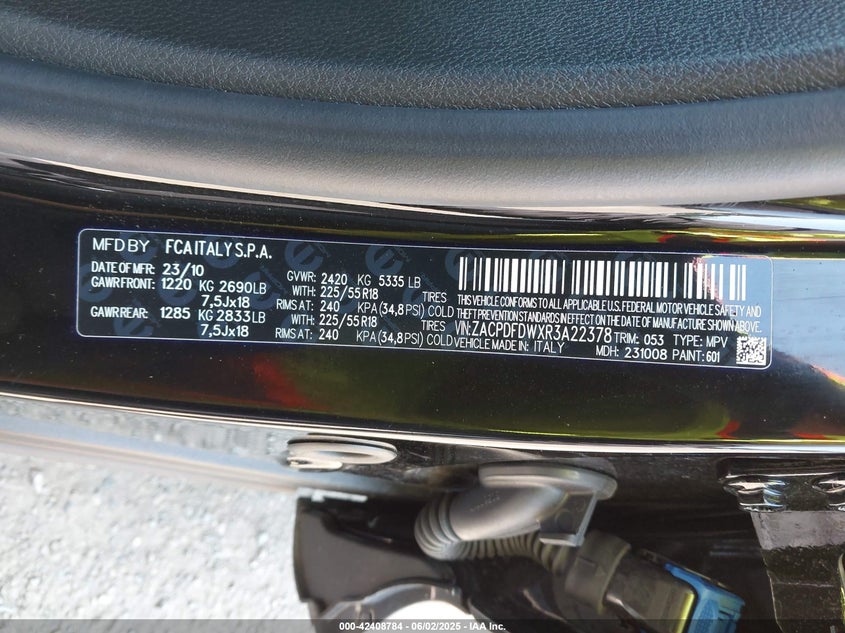 MFD BY FCA ITALY S.P.A.
DATE OF MFR: 23/10 GVWR: 2420 KG 5335 LB
GAWR FRONT: 1220 KG 2690LB WITH: 225/55R18 TIRES
7,5Jx18 RIMS AT: 240 KPA (34,8 PSI) COLD
GAWR REAR: 1285 KG 2833LB WITH: 225/55R18 TIRES
7,5Jx18 RIMS AT: 240 KPA (34,8 PSI) COLD
THIS VEHICLE CONFORMS TO ALL APPLICABLE U.S. FEDERAL MOTOR VEHICLE SAFETY AND
THEFT PREVENTION STANDARDS IN EFFECT ON THE DATE OF MANUFACTURE SHOWN ABOVE.
VIN: ZACPDFDWXR3A22378 TRIM: 053 TYPE: MPV
VEHICLE MADE IN: ITALY MDH: 231008 PAINT: 601
000-42408784 - 06/02/2025 - IAA Inc.